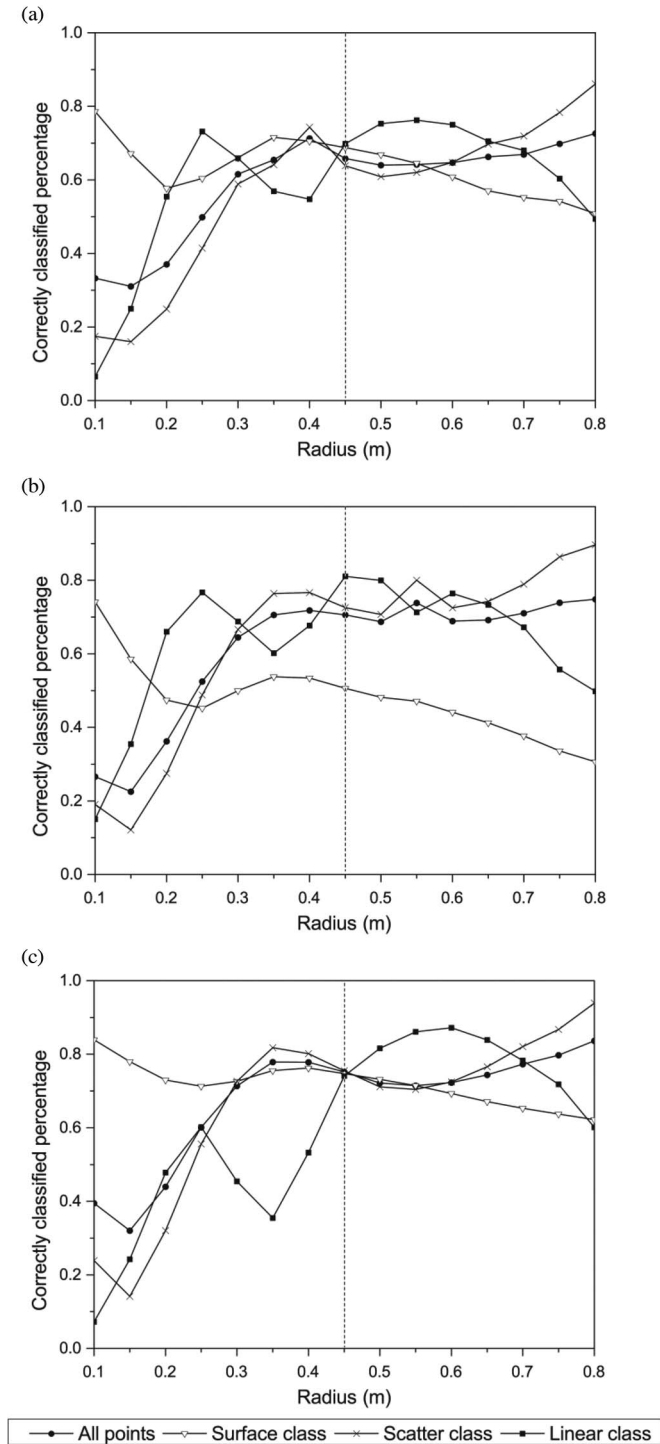 (a)
1.0
0.8
0.6
0.4
0.2
0.0
Correctly classified percentage
0.1 0.2 0.3 0.4 0.5 0.6 0.7 0.8
Radius (m)
(b)
1.0
0.8
0.6
0.4
0.2
0.0
Correctly classified percentage
0.1 0.2 0.3 0.4 0.5 0.6 0.7 0.8
Radius (m)
(c)
1.0
0.8
0.6
0.4
0.2
0.0
Correctly classified percentage
0.1 0.2 0.3 0.4 0.5 0.6 0.7 0.8
Radius (m)
All points Surface class Scatter class Linear class